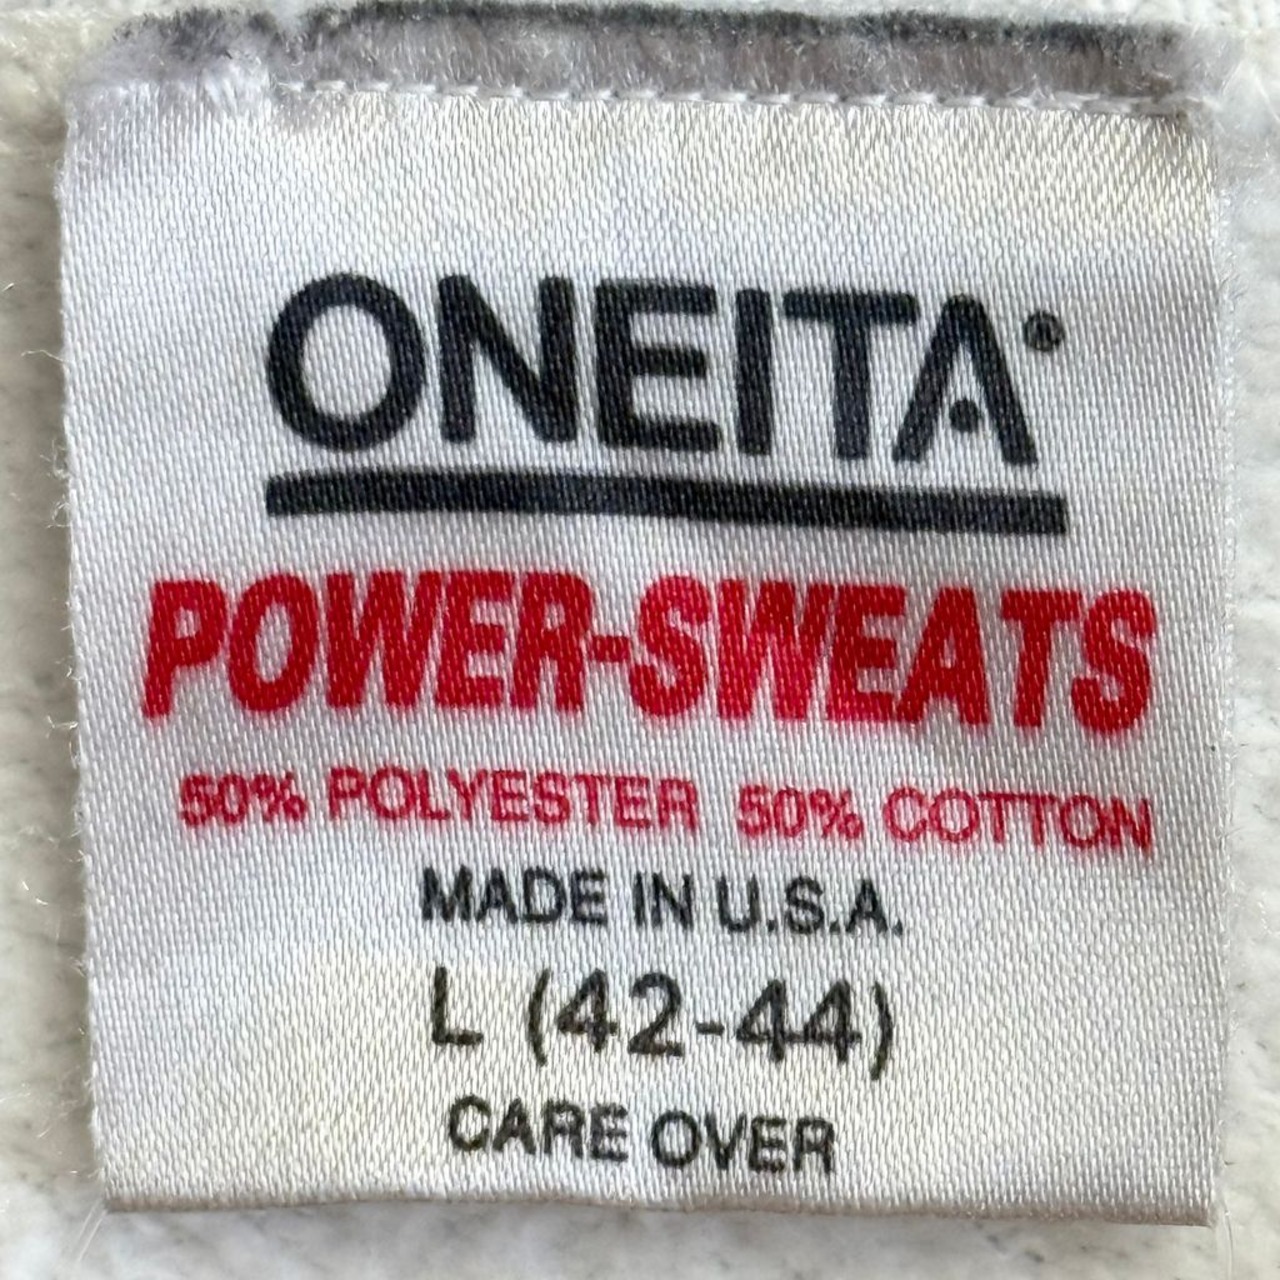 ONEITA®
POWER-SWEATS
50% POLYESTER 50% COTTON
MADE IN U.S.A.
L (42-44)
CARE OVER